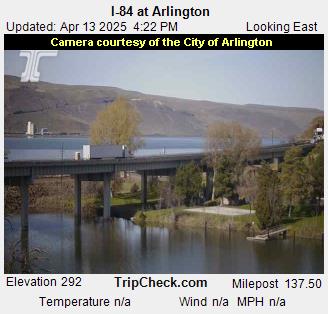 I-84 at Arlington
Updated: Apr 13 2025 4:22 PM Looking East
Camera courtesy of the City of Arlington
Elevation 292 TripCheck.com Milepost 137.50
Temperature n/a Wind n/a MPH n/a